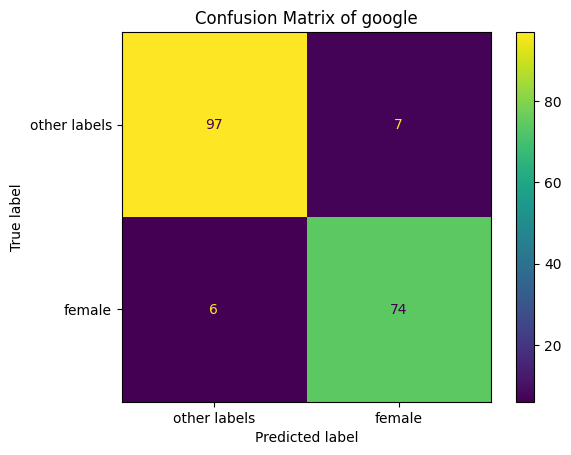 Confusion Matrix of google
True label
other labels
female
97
7
6
74
other labels
female
Predicted label
80
60
40
20